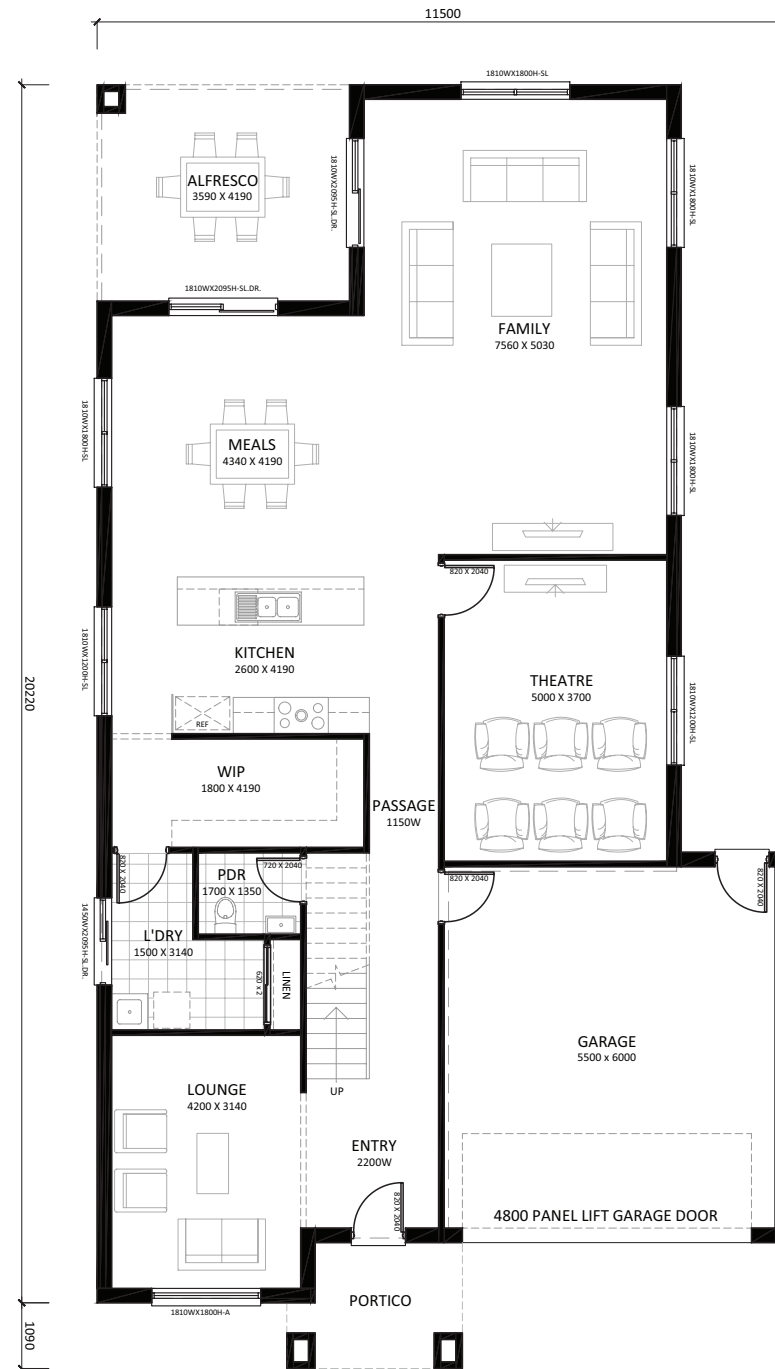 11500
1810WX1800H-SL
ALFRESCO
3590 X 4190
1810WX2095H-SL.DR.
1810WX1800H-SL
1810WX2095H-SL.DR.
FAMILY
7560 X 5030
1810WX1800H-SL
MEALS
4340 X 4190
1810WX1800H-SL
820 X 2040
KITCHEN
2600 X 4190
1810WX1200H-SL
THEATRE
5000 X 3700
1810WX1200H-SL
20220
REF
WIP
1800 X 4190
PASSAGE
1150W
820 X 2040
PDR
1700 X 1350
720 X 2040
820 X 2040
820 X 2040
L'DRY
1500 X 3140
1450WX2095H-SL.DR.
620 x 2
LINEN
GARAGE
5500 x 6000
LOUNGE
4200 X 3140
UP
ENTRY
2200W
820 X 2040
4800 PANEL LIFT GARAGE DOOR
PORTICO
1810WX1800H-A
1090